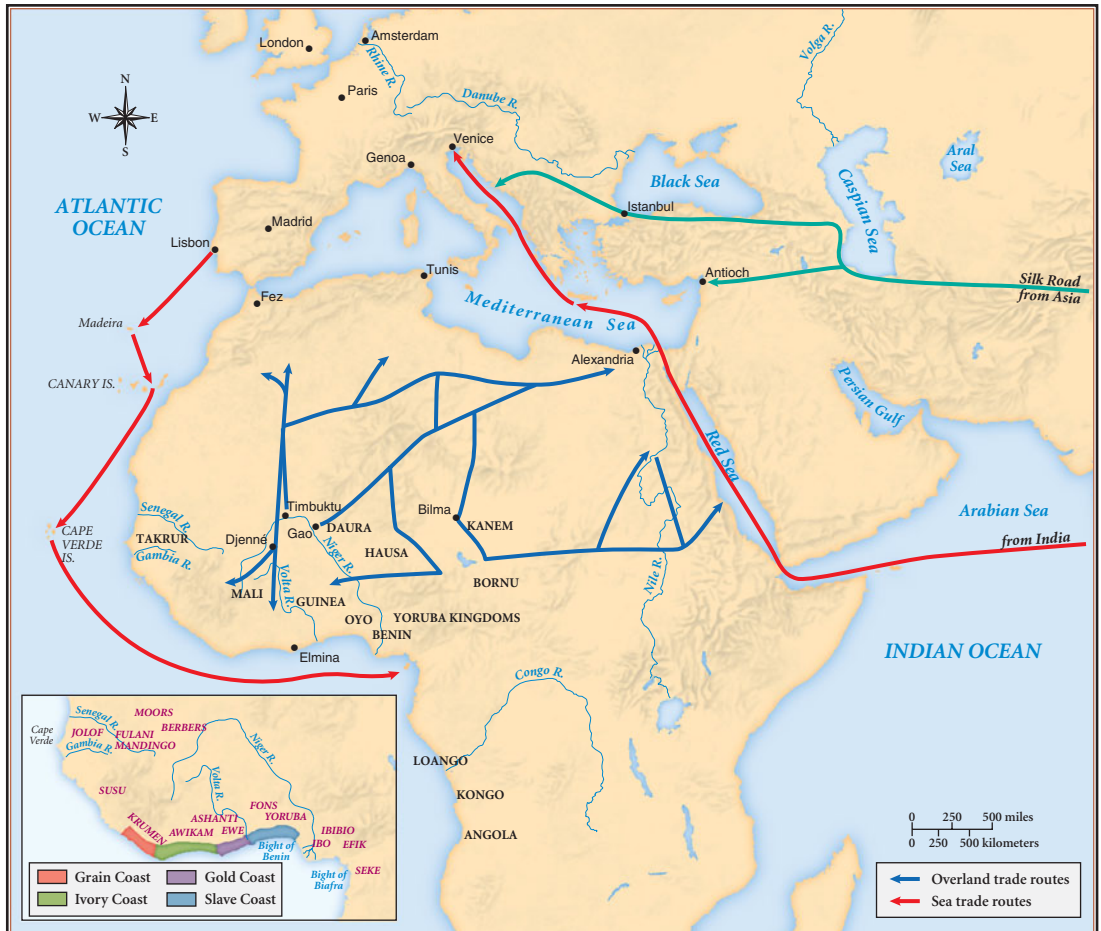 London
Amsterdam
Rhine R.
Paris
Danube R.
Volga R.
N
W
E
S
Venice
Genoa
Aral
Sea
Black Sea
Caspian Sea
ATLANTIC
OCEAN
Madrid
Istanbul
Lisbon
Tunis
Antioch
Silk Road
from Asia
Fez
Madeira
Mediterranean Sea
Alexandria
CANARY IS.
Persian Gulf
Red Sea
Timbuktu
Bilma
Senegal R.
Gao
DAURA
KANEM
Arabian Sea
CAPE
VERDE
IS.
TAKRUR
Djenné
Niger R.
HAUSA
from India
Gambia R.
Volta R.
Nile R.
MALI
BORNU
GUINEA
OYO
YORUBA KINGDOMS
BENIN
Elmina
INDIAN OCEAN
Congo R.
LOANGO
KONGO
ANGOLA
Cape
Verde
Senegal R.
MOORS
JOLOF
FULANI
BERBERS
Gambia R.
MANDINGO
Niger R.
Volta R.
SUSU
FONS
KRUMEN
ASHANTI
YORUBA
AWIKAM
EWE
IBIBIO
IBO
EFIK
Bight of
Benin
Bight of
Biafra
SEKE
Grain Coast
Gold Coast
Ivory Coast
Slave Coast
0 250 500 miles
0 250 500 kilometers
Overland trade routes
Sea trade routes